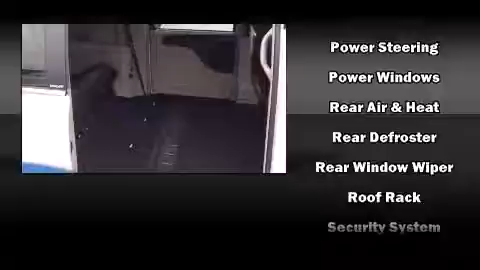 Power Steering
Power Windows
Rear Air & Heat
Rear Defroster
Rear Window Wiper
Roof Rack
Security System